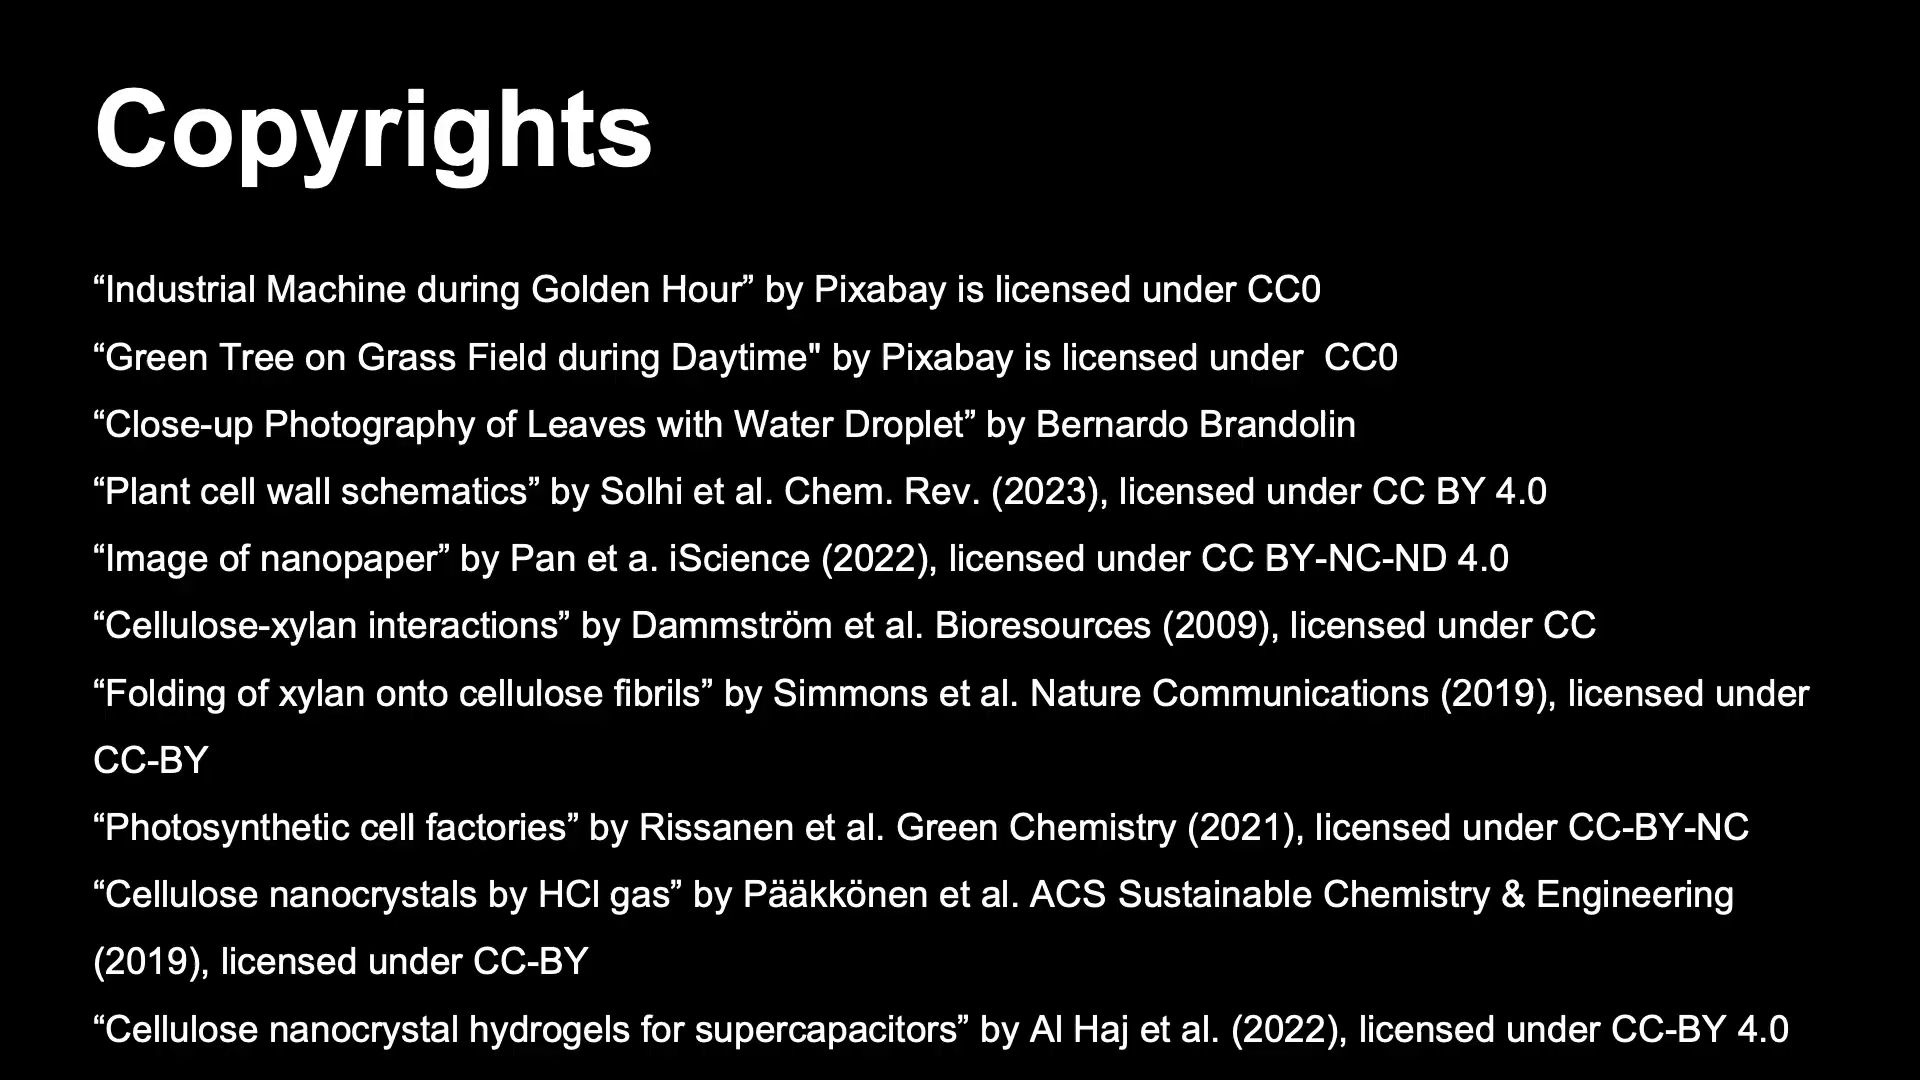 Copyrights
“Industrial Machine during Golden Hour” by Pixabay is licensed under CC0
“Green Tree on Grass Field during Daytime" by Pixabay is licensed under  CC0
“Close-up Photography of Leaves with Water Droplet” by Bernardo Brandolin
“Plant cell wall schematics” by Solhi et al. Chem. Rev. (2023), licensed under CC BY 4.0
“Image of nanopaper” by Pan et a. iScience (2022), licensed under CC BY-NC-ND 4.0
“Cellulose-xylan interactions” by Dammström et al. Bioresources (2009), licensed under CC
“Folding of xylan onto cellulose fibrils” by Simmons et al. Nature Communications (2019), licensed under
CC-BY
“Photosynthetic cell factories” by Rissanen et al. Green Chemistry (2021), licensed under CC-BY-NC
“Cellulose nanocrystals by HCl gas” by Pääkkönen et al. ACS Sustainable Chemistry & Engineering
(2019), licensed under CC-BY
“Cellulose nanocrystal hydrogels for supercapacitors” by Al Haj et al. (2022), licensed under CC-BY 4.0